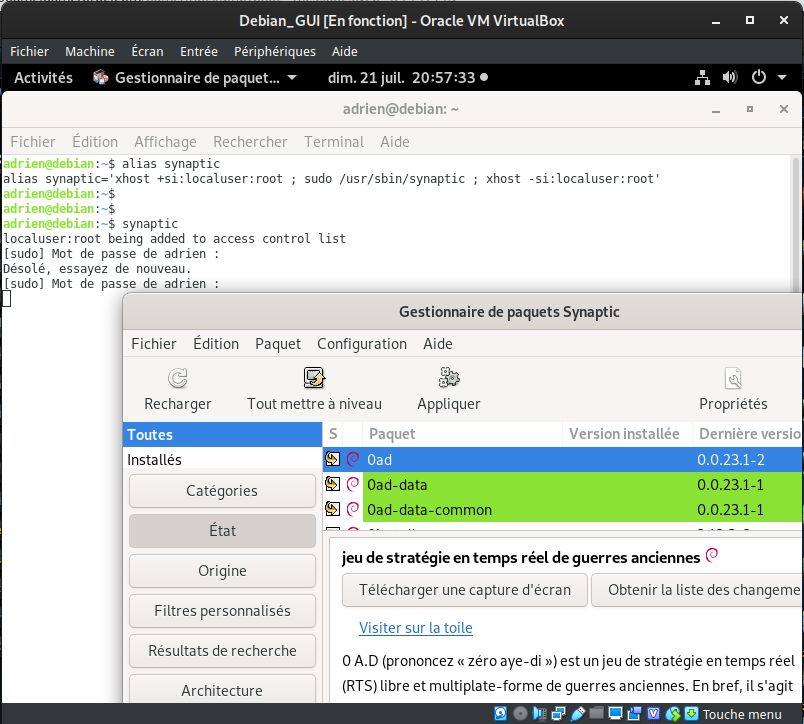 Debian_GUI [En fonction] - Oracle VM VirtualBox
Fichier Machine Écran Entrée Périphériques Aide
Activités Gestionnaire de paquet... dim. 21 juil. 20:57:33
adrien@debian: ~
Fichier Édition Affichage Rechercher Terminal Aide
adrien@debian:~$ alias synaptic
alias synaptic='xhost +si:localuser:root ; sudo /usr/sbin/synaptic ; xhost -si:localuser:root'
adrien@debian:~$
adrien@debian:~$
adrien@debian:~$ synaptic
localuser:root being added to access control list
[sudo] Mot de passe de adrien :
Désolé, essayez de nouveau.
[sudo] Mot de passe de adrien :
Gestionnaire de paquets Synaptic
Fichier Édition Paquet Configuration Aide
Recharger Tout mettre à niveau Appliquer Propriétés
Toutes
Installés
Catégories
État
Origine
Filtres personnalisés
Résultats de recherche
Architecture
S Paquet Version installée Dernière versio
0ad 0.0.23.1-2
0ad-data 0.0.23.1-1
0ad-data-common 0.0.23.1-1
jeu de stratégie en temps réel de guerres anciennes
Télécharger une capture d'écran Obtenir la liste des changeme
Visiter sur la toile
0 A.D (prononcez « zéro aye-di ») est un jeu de stratégie en temps réel
(RTS) libre et multiplate-forme de guerres anciennes. En bref, il s'agit
Touche menu